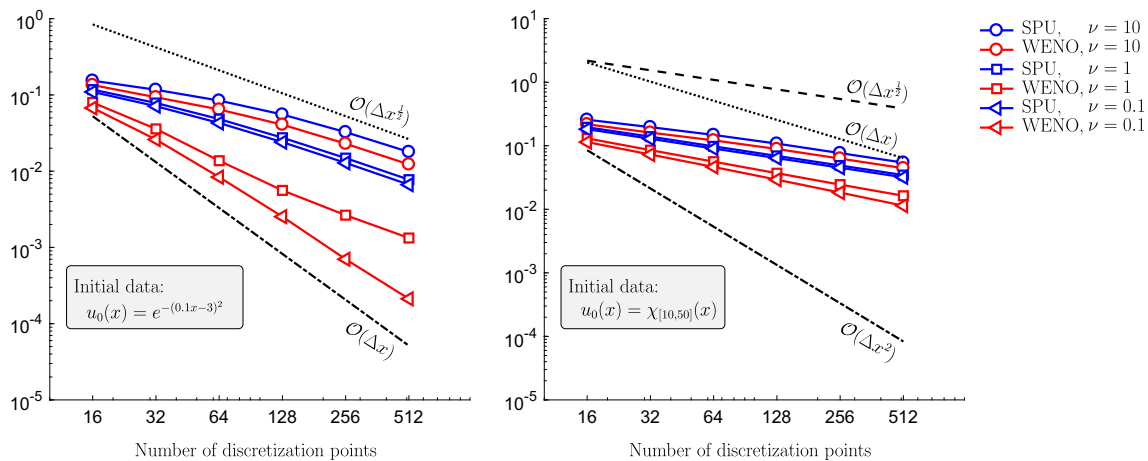 10^0
10^-1
10^-2
10^-3
10^-4
10^-5
16 32 64 128 256 512
Number of discretization points
O(Δx^{1/2})
O(Δx)
Initial data:
u_0(x) = e^{-(0.1x-3)^2}
10^1
10^0
10^-1
10^-2
10^-3
10^-4
10^-5
16 32 64 128 256 512
Number of discretization points
O(Δx^{1/2})
O(Δx)
O(Δx^2)
Initial data:
u_0(x) = χ_{[10,50]}(x)
SPU, ν = 10
WENO, ν = 10
SPU, ν = 1
WENO, ν = 1
SPU, ν = 0.1
WENO, ν = 0.1